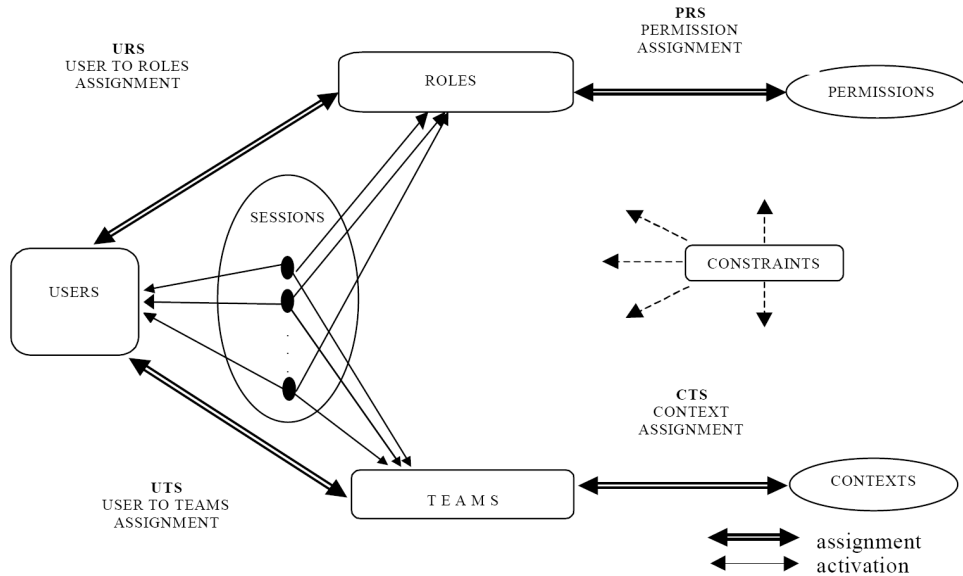 URS
USER TO ROLES
ASSIGNMENT
PRS
PERMISSION
ASSIGNMENT
ROLES
PERMISSIONS
SESSIONS
USERS
CONSTRAINTS
CTS
CONTEXT
ASSIGNMENT
UTS
USER TO TEAMS
ASSIGNMENT
T E A M S
CONTEXTS
assignment
activation